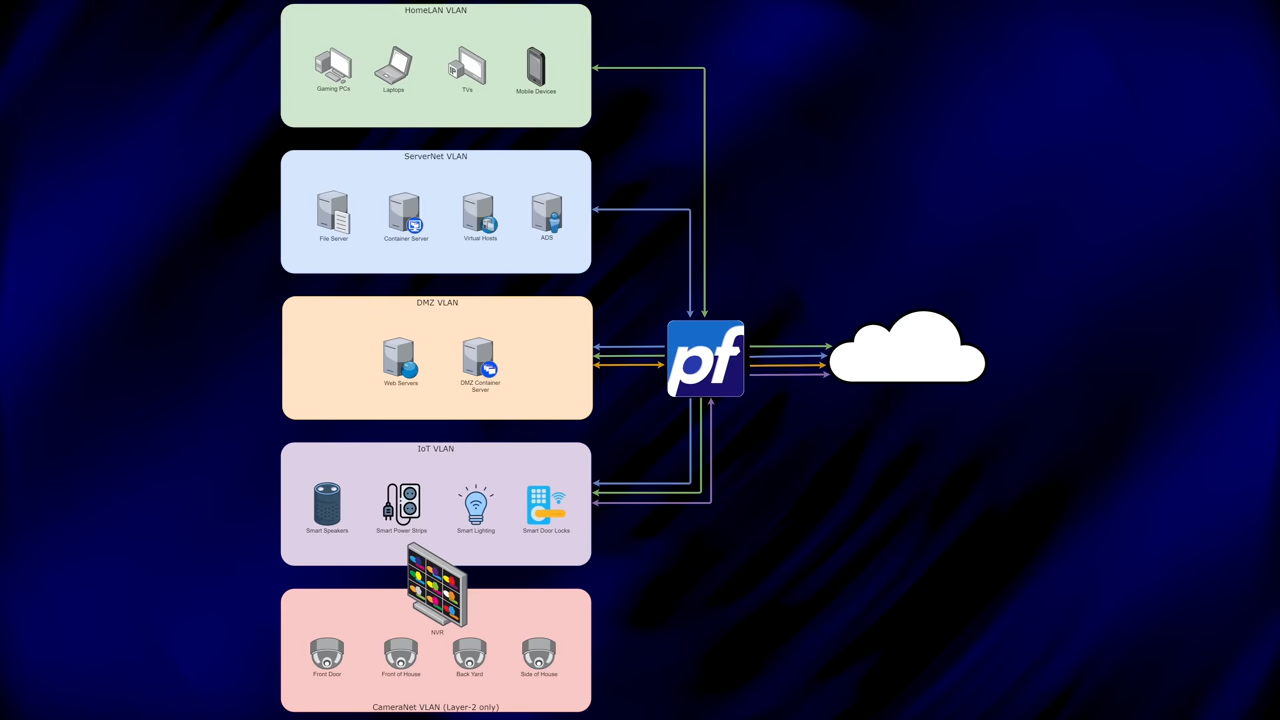 HomeLAN VLAN
IP
Gaming PCs
Laptops
TVs
Mobile Devices
ServerNet VLAN
File Server
Container Server
Virtual Hosts
ADS
DMZ VLAN
Web Servers
DMZ Container
Server
pf
IoT VLAN
Smart Speakers
Smart Power Strips
Smart Lighting
Smart Door Locks
NVR
Front Door
Front of House
Back Yard
Side of House
CameraNet VLAN (Layer-2 only)